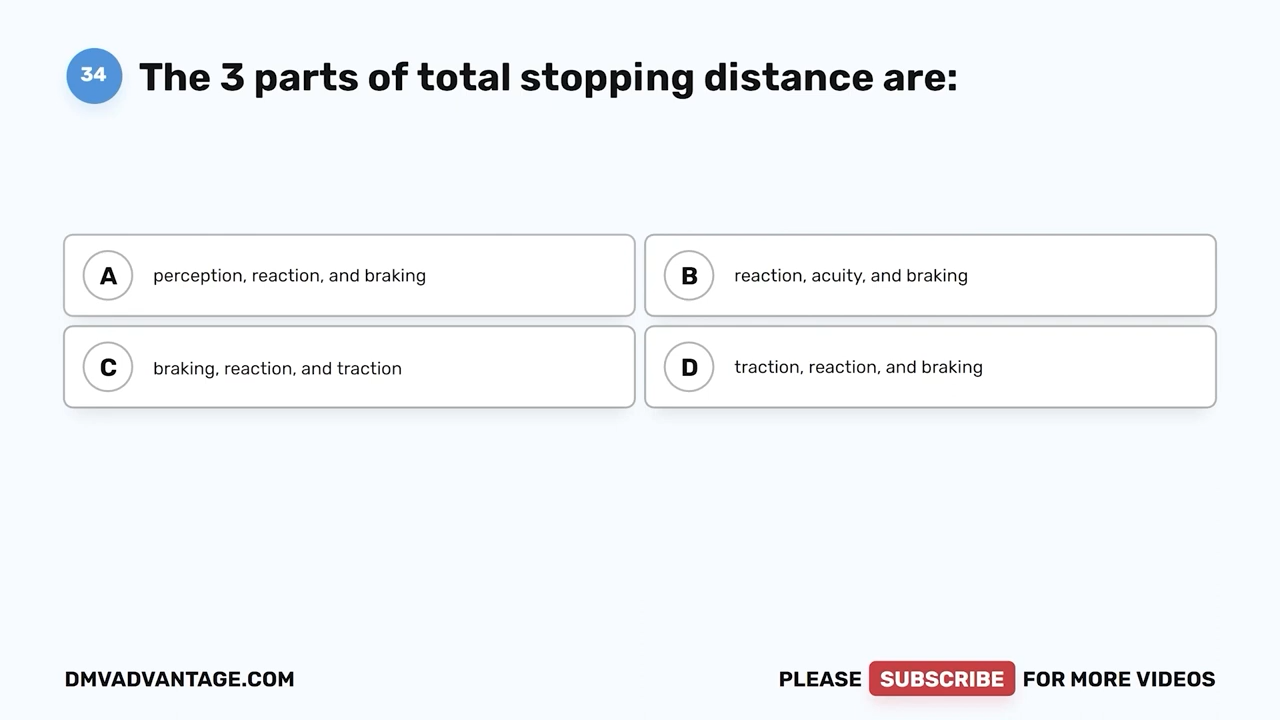 34 The 3 parts of total stopping distance are:
A perception, reaction, and braking
B reaction, acuity, and braking
C braking, reaction, and traction
D traction, reaction, and braking
DMVADVANTAGE.COM
PLEASE SUBSCRIBE FOR MORE VIDEOS